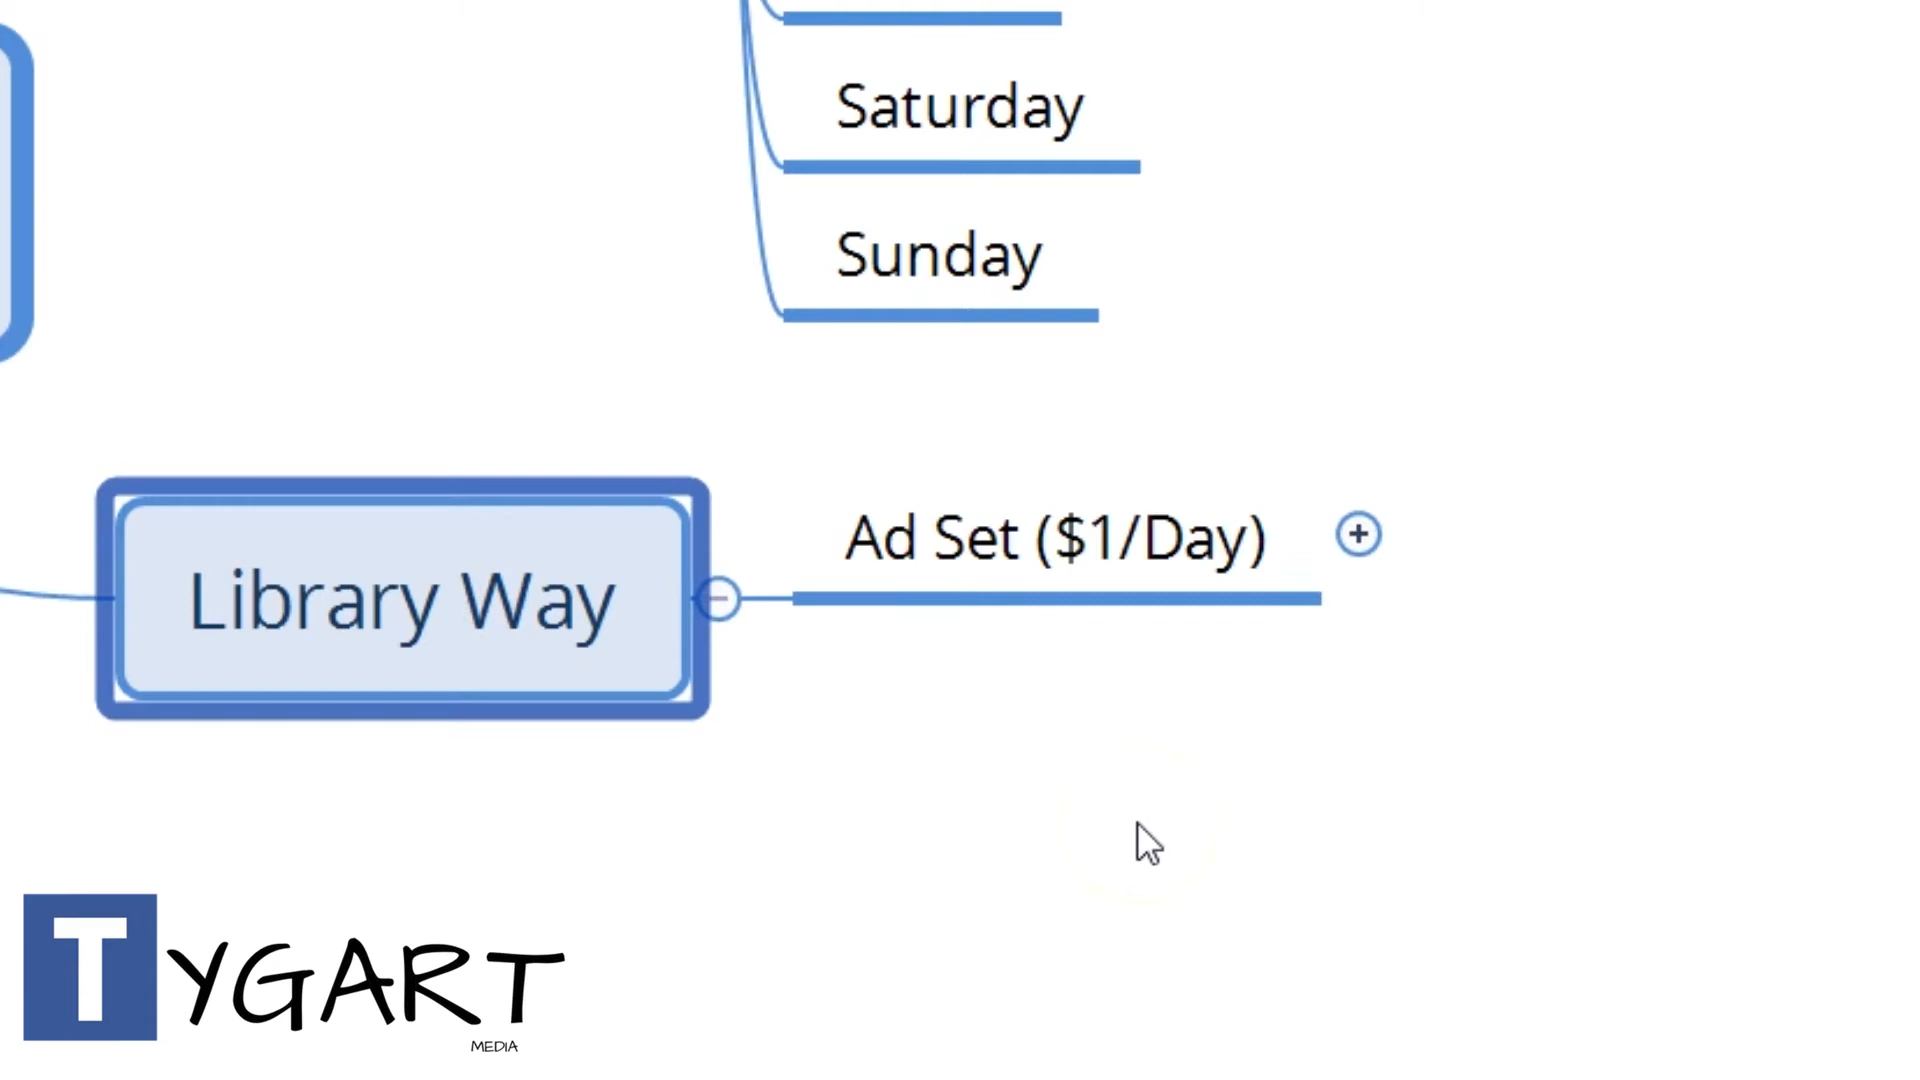 Saturday
Sunday
Ad Set ($1/Day)
Library Way
TYGART
MEDIA